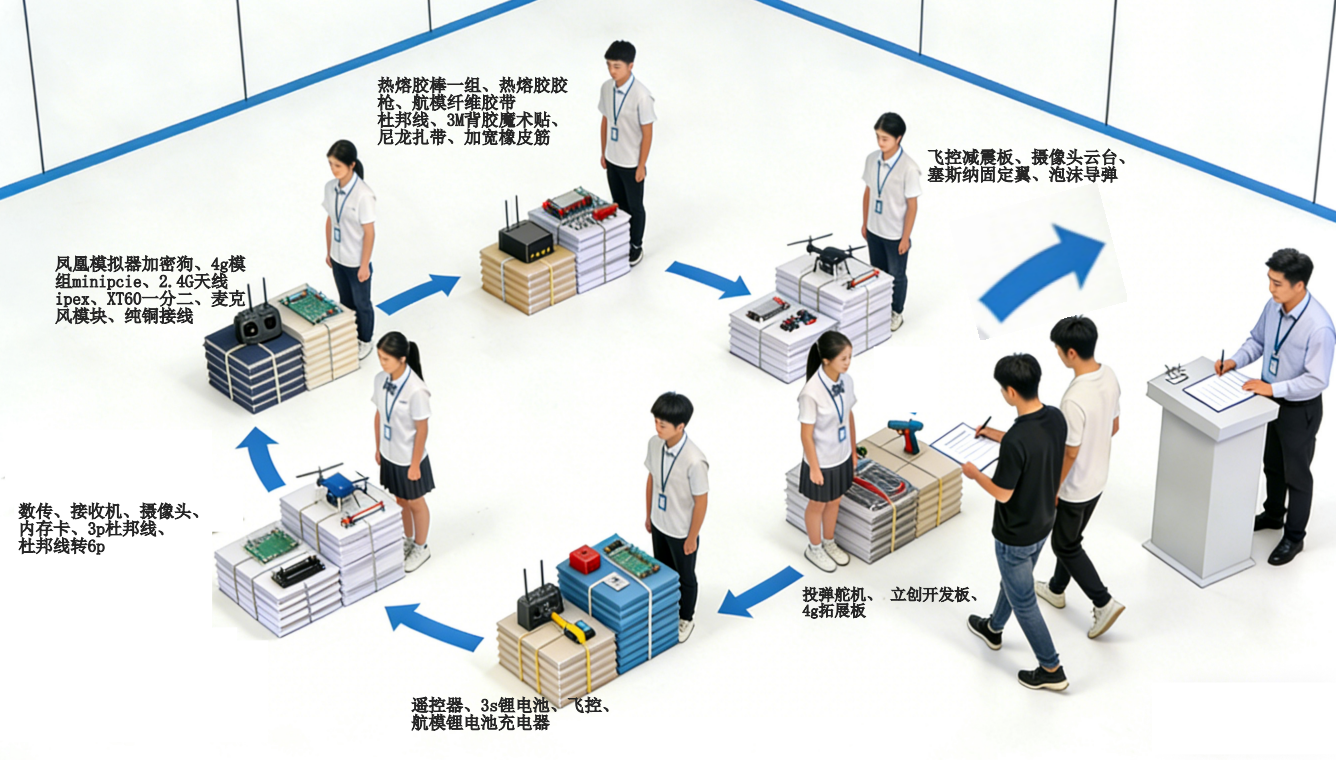 热熔胶棒一组、热熔胶胶
枪、航模纤维胶带
杜邦线、3M背胶魔术贴、
尼龙扎带、加宽橡皮筋
飞控减震板、摄像头云台、
塞斯纳固定翼、泡沫导弹
凤凰模拟器加密狗、4g模
组minipcie、2.4G天线
ipex、XT60一分二、麦克
风模块、纯铜接线
数传、接收机、摄像头、
内存卡、3p杜邦线、
杜邦线转6p
投弹舵机、 立创开发板、
4g拓展板
遥控器、3s锂电池、飞控、
航模锂电池充电器